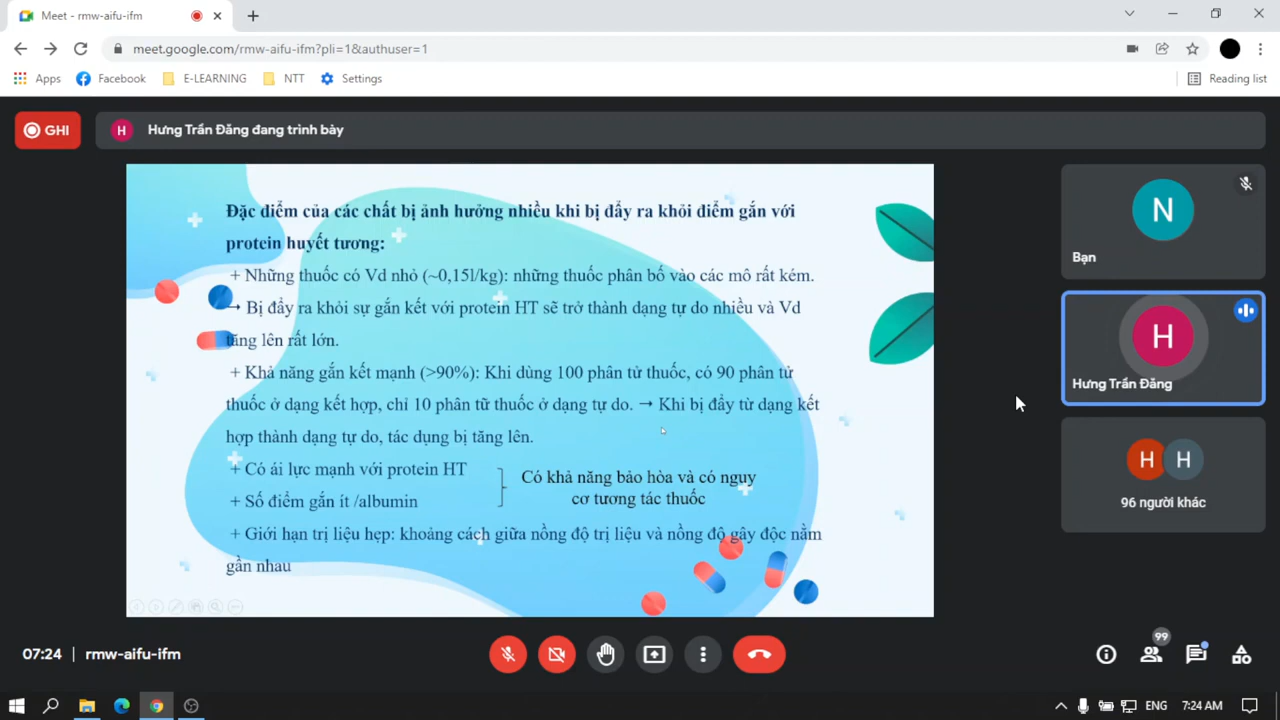 Meet - rmw-aifu-ifm
meet.google.com/rmw-aifu-ifm?pli=1&authuser=1
Apps Facebook E-LEARNING NTT Settings Reading list
GHI H Hưng Trần Đăng đang trình bày
Đặc điểm của các chất bị ảnh hưởng nhiều khi bị đẩy ra khỏi điểm gắn với
protein huyết tương:
+ Những thuốc có Vd nhỏ (~0,15l/kg): những thuốc phân bố vào các mô rất kém.
→ Bị đẩy ra khỏi sự gắn kết với protein HT sẽ trở thành dạng tự do nhiều và Vd
tăng lên rất lớn.
+ Khả năng gắn kết mạnh (>90%): Khi dùng 100 phân tử thuốc, có 90 phân tử
thuốc ở dạng kết hợp, chỉ 10 phân tữ thuốc ở dạng tự do. → Khi bị đẩy từ dạng kết
hợp thành dạng tự do, tác dụng bị tăng lên.
+ Có ái lực mạnh với protein HT
+ Số điểm gắn ít /albumin
Có khả năng bảo hòa và có nguy
cơ tương tác thuốc
+ Giới hạn trị liệu hẹp: khoảng cách giữa nồng độ trị liệu và nồng độ gây độc nằm
gần nhau
N
Bạn
H
Hưng Trần Đăng
H H
96 người khác
07:24 | rmw-aifu-ifm
99
ENG 7:24 AM